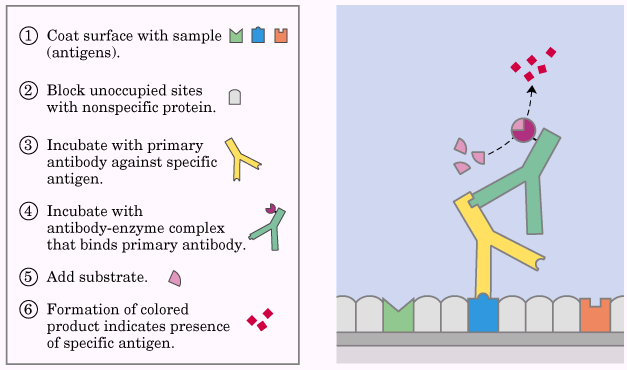 ① Coat surface with sample
(antigens).
② Block unoccupied sites
with nonspecific protein.
③ Incubate with primary
antibody against specific
antigen.
④ Incubate with
antibody-enzyme complex
that binds primary antibody.
⑤ Add substrate.
⑥ Formation of colored
product indicates presence
of specific antigen.